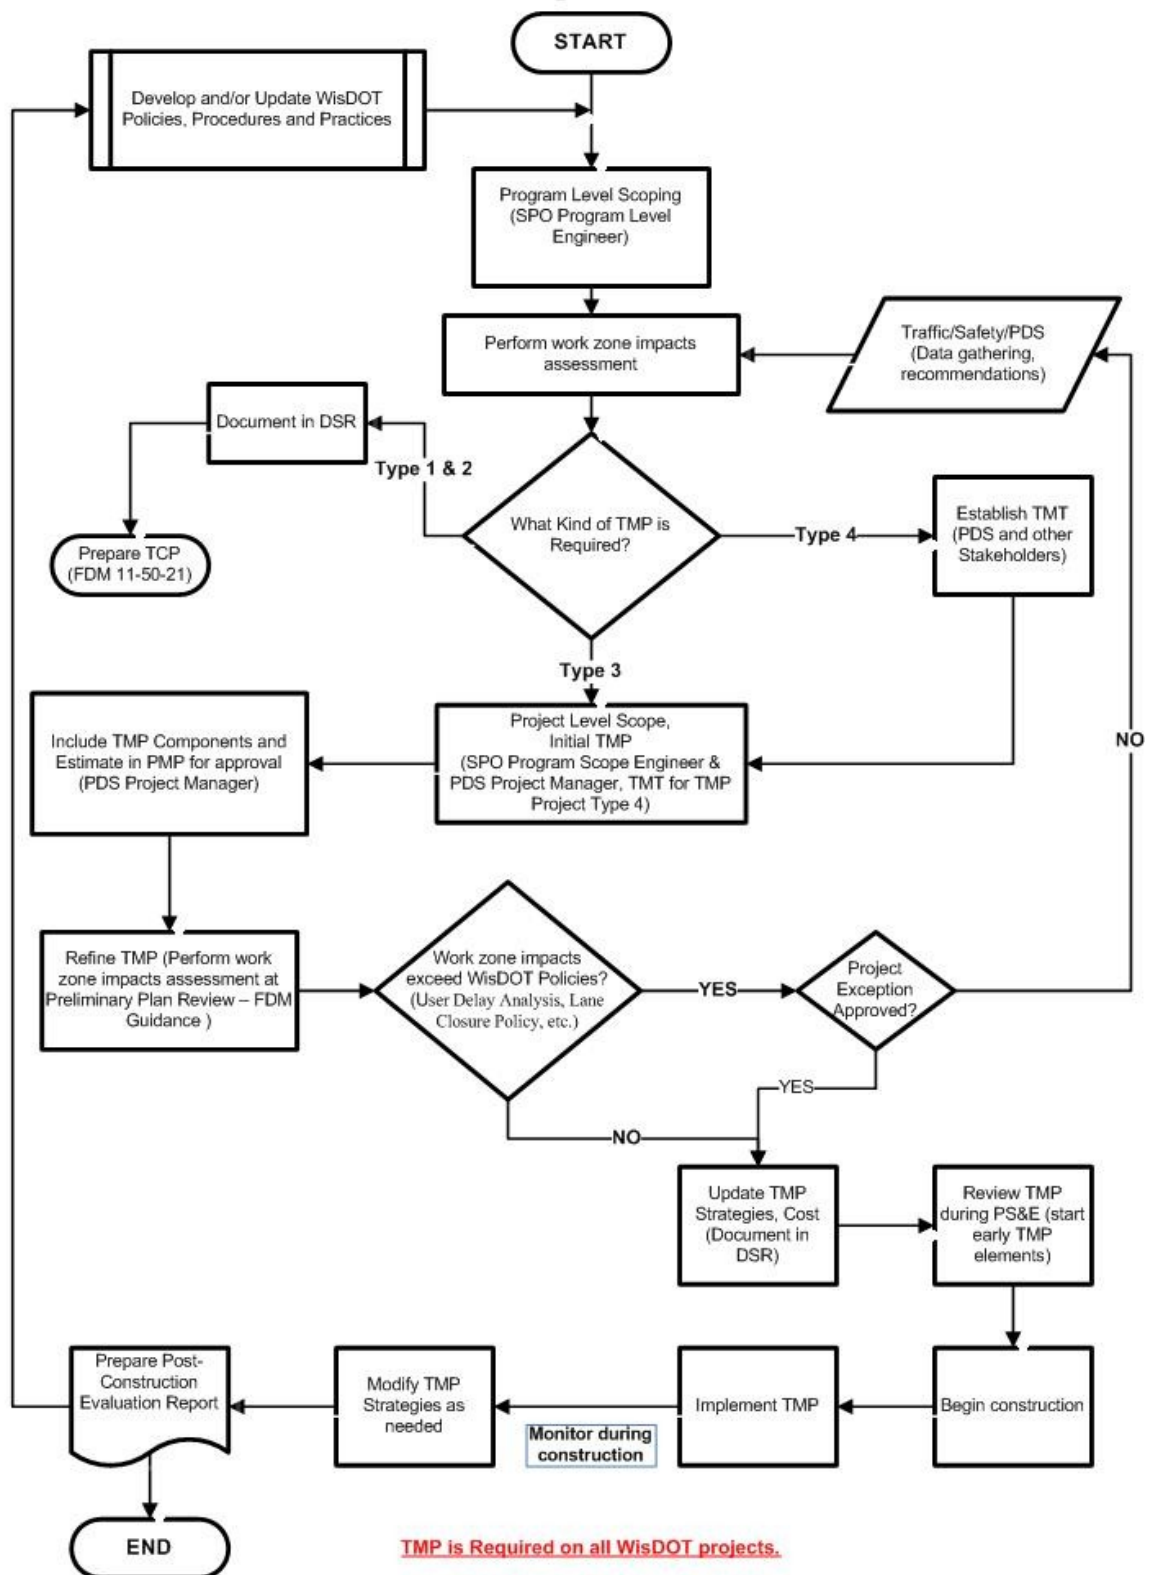 START
Develop and/or Update WisDOT
Policies, Procedures and Practices
Program Level Scoping
(SPO Program Level
Engineer)
Perform work zone impacts
assessment
Traffic/Safety/PDS
(Data gathering,
recommendations)
Document in DSR
Type 1 & 2
What Kind of TMP is
Required?
Type 4
Establish TMT
(PDS and other
Stakeholders)
Prepare TCP
(FDM 11-50-21)
Type 3
Project Level Scope,
Initial TMP
(SPO Program Scope Engineer &
PDS Project Manager, TMT for TMP
Project Type 4)
Include TMP Components and
Estimate in PMP for approval
(PDS Project Manager)
NO
Refine TMP (Perform work
zone impacts assessment at
Preliminary Plan Review – FDM
Guidance )
Work zone impacts
exceed WisDOT Policies?
(User Delay Analysis, Lane
Closure Policy, etc.)
YES
Project
Exception
Approved?
YES
NO
Update TMP
Strategies, Cost
(Document in
DSR)
Review TMP
during PS&E (start
early TMP
elements)
Prepare Post-
Construction
Evaluation Report
Modify TMP
Strategies as
needed
Monitor during
construction
Implement TMP
Begin construction
END
TMP is Required on all WisDOT projects.